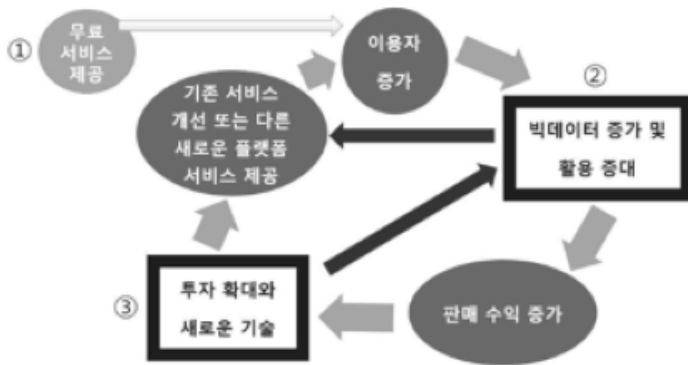 ①
무료
서비스
제공
이용자
증가
②
빅데이터 증가 및
활용 증대
기존 서비스
개선 또는 다른
새로운 플랫폼
서비스 제공
③
투자 확대와
새로운 기술
판매 수익 증가